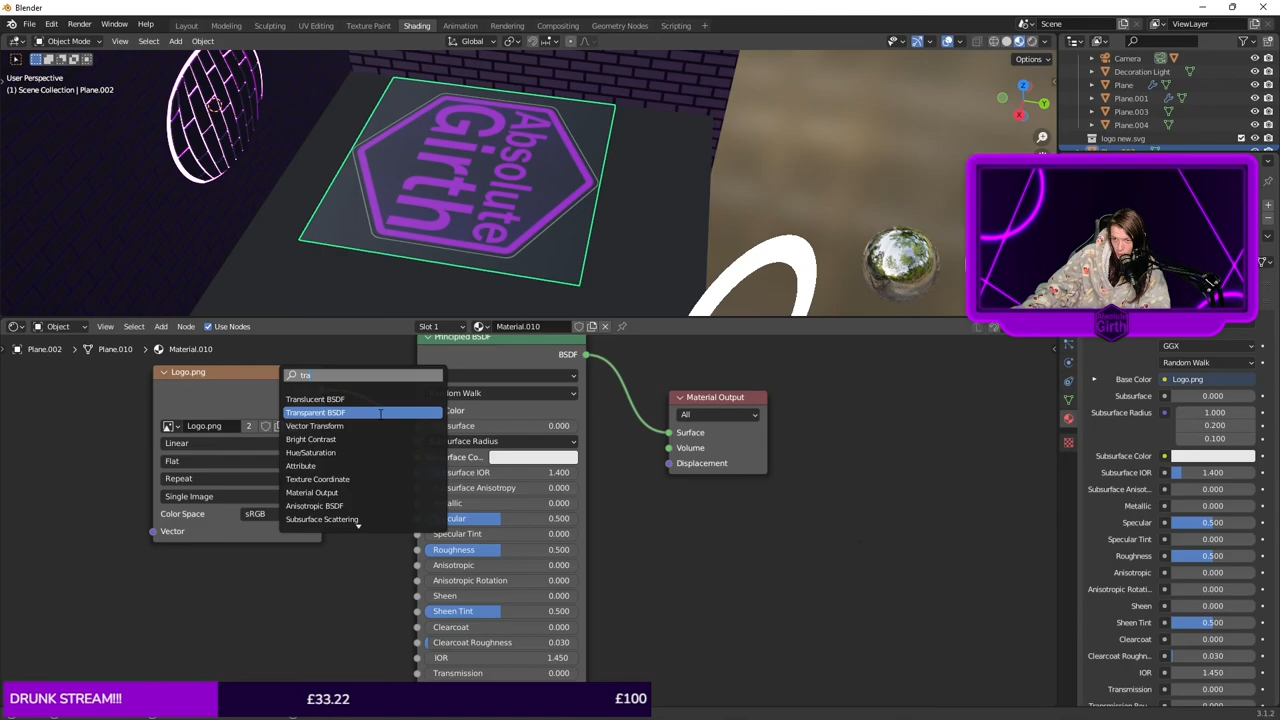 Blender
File Edit Render Window Help
Layout Modeling Sculpting UV Editing Texture Paint Shading Animation Rendering Compositing Geometry Nodes Scripting +
Scene
ViewLayer
Object Mode View Select Add Object
Global
Options
User Perspective
(1) Scene Collection | Plane.002
Absolute
Girth
Z
Y
X
Camera
Decoration Light
Plane
Plane.001
Plane.003
Plane.004
logo new.svg
Absolute
Girth
Object View Select Add Node Use Nodes
Slot 1
Material.010
Plane.002 > Plane.010 > Material.010
Logo.png
Logo.png 2
Linear
Flat
Repeat
Single Image
Color Space sRGB
Vector
tra
Translucent BSDF
Transparent BSDF
Vector Transform
Bright Contrast
Hue/Saturation
Attribute
Texture Coordinate
Material Output
Anisotropic BSDF
Subsurface Scattering
Principled BSDF
BSDF
Subsurface Radius
0.000
Specular Tint 0.000
Roughness 0.500
Anisotropic 0.000
Anisotropic Rotation 0.000
Sheen 0.000
Sheen Tint 0.500
Clearcoat 0.000
Clearcoat Roughness 0.030
IOR 1.450
Transmission 0.000
Material Output
All
Surface
Volume
Displacement
GGX
Random Walk
Base Color Logo.png
Subsurface 0.000
Subsurface Radius 1.000
0.200
0.100
Subsurface Color
Subsurface IOR 1.400
Subsurface Anisot... 0.000
Metallic 0.000
Specular 0.500
Specular Tint 0.000
Roughness 0.500
Anisotropic 0.000
Anisotropic Rotati... 0.000
Sheen 0.000
Sheen Tint 0.500
Clearcoat 0.000
Clearcoat Roughn... 0.030
IOR 1.450
Transmission 0.000
DRUNK STREAM!!! £33.22 £100
3.1.2